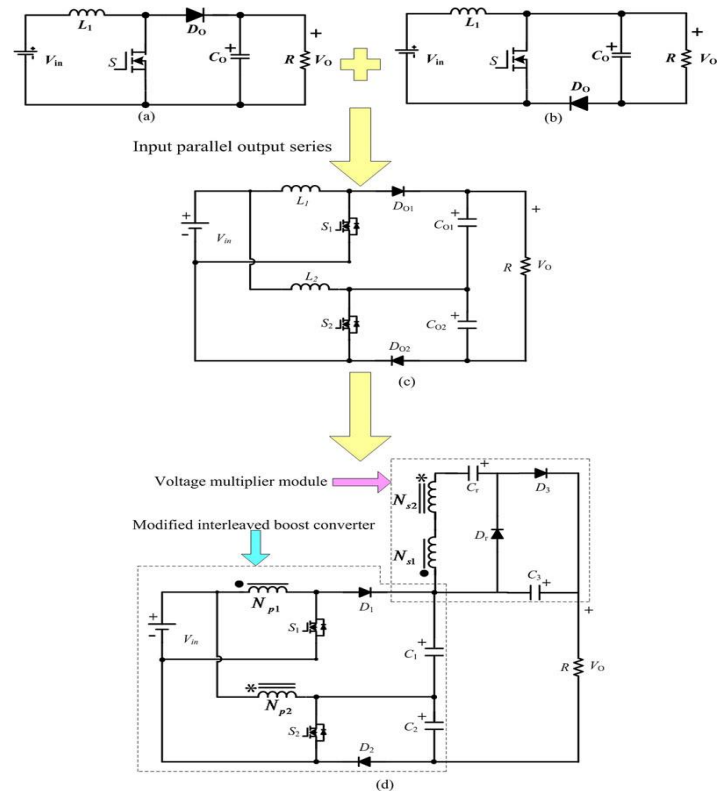 L1
DO
Vin
S
CO
R
VO
+
+
(a)
L1
Vin
S
CO
R
VO
DO
+
+
(b)
Input parallel output series
L1
DO1
+
-
Vin
S1
+
CO1
+
R
VO
L2
S2
+
CO2
DO2
(c)
Voltage multiplier module
*
Cr
+
D3
Ns2
Dr
Modified interleaved boost converter
Ns1
C3
+
Np1
D1
+
+
-
Vin
S1
+
C1
R
VO
*
Np2
S2
+
C2
D2
(d)